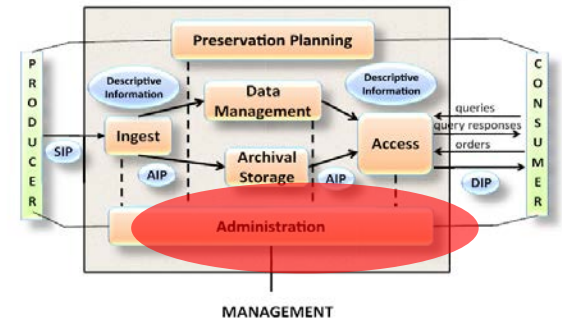 Preservation Planning
PRODUCER
CONSUMER
Descriptive
Information
Descriptive
Information
Data
Management
Ingest
Access
queries
query responses
orders
SIP
AIP
Archival
Storage
AIP
DIP
Administration
MANAGEMENT